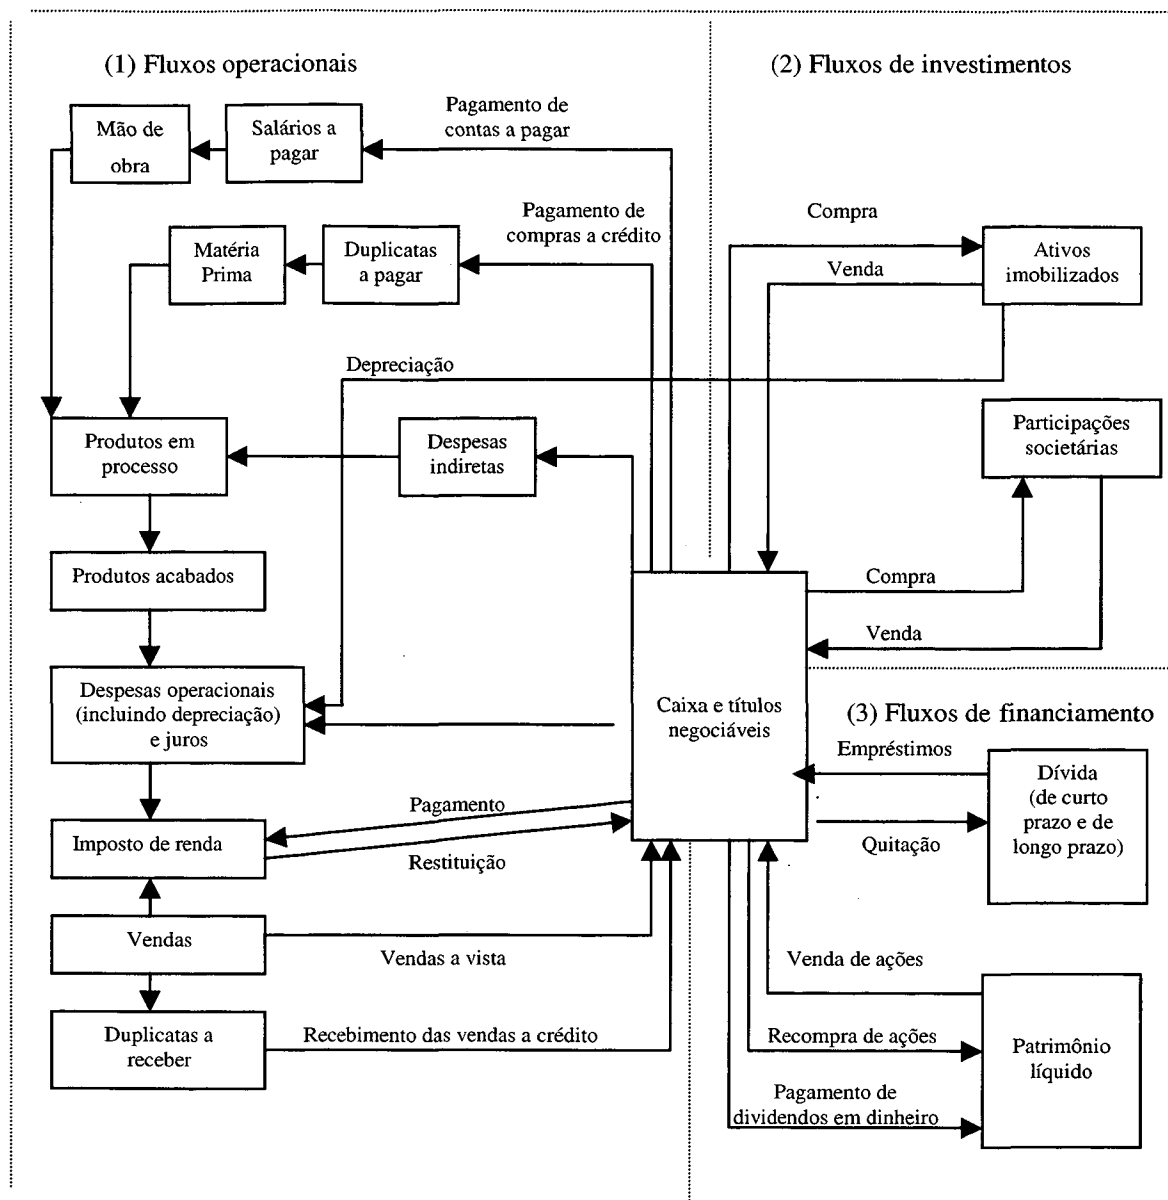 (1) Fluxos operacionais
(2) Fluxos de investimentos
Mão de
obra
Salários a
pagar
Pagamento de
contas a pagar
Matéria
Prima
Duplicatas
a pagar
Pagamento de
compras a crédito
Compra
Venda
Ativos
imobilizados
Depreciação
Produtos em
processo
Despesas
indiretas
Participações
societárias
Produtos acabados
Compra
Venda
Despesas operacionais
(incluindo depreciação)
e juros
Caixa e títulos
negociáveis
(3) Fluxos de financiamento
Empréstimos
Quitação
Dívida
(de curto
prazo e de
longo prazo)
Imposto de renda
Pagamento
Restituição
Vendas
Vendas a vista
Duplicatas a
receber
Recebimento das vendas a crédito
Venda de ações
Recompra de ações
Pagamento de
dividendos em dinheiro
Patrimônio
líquido